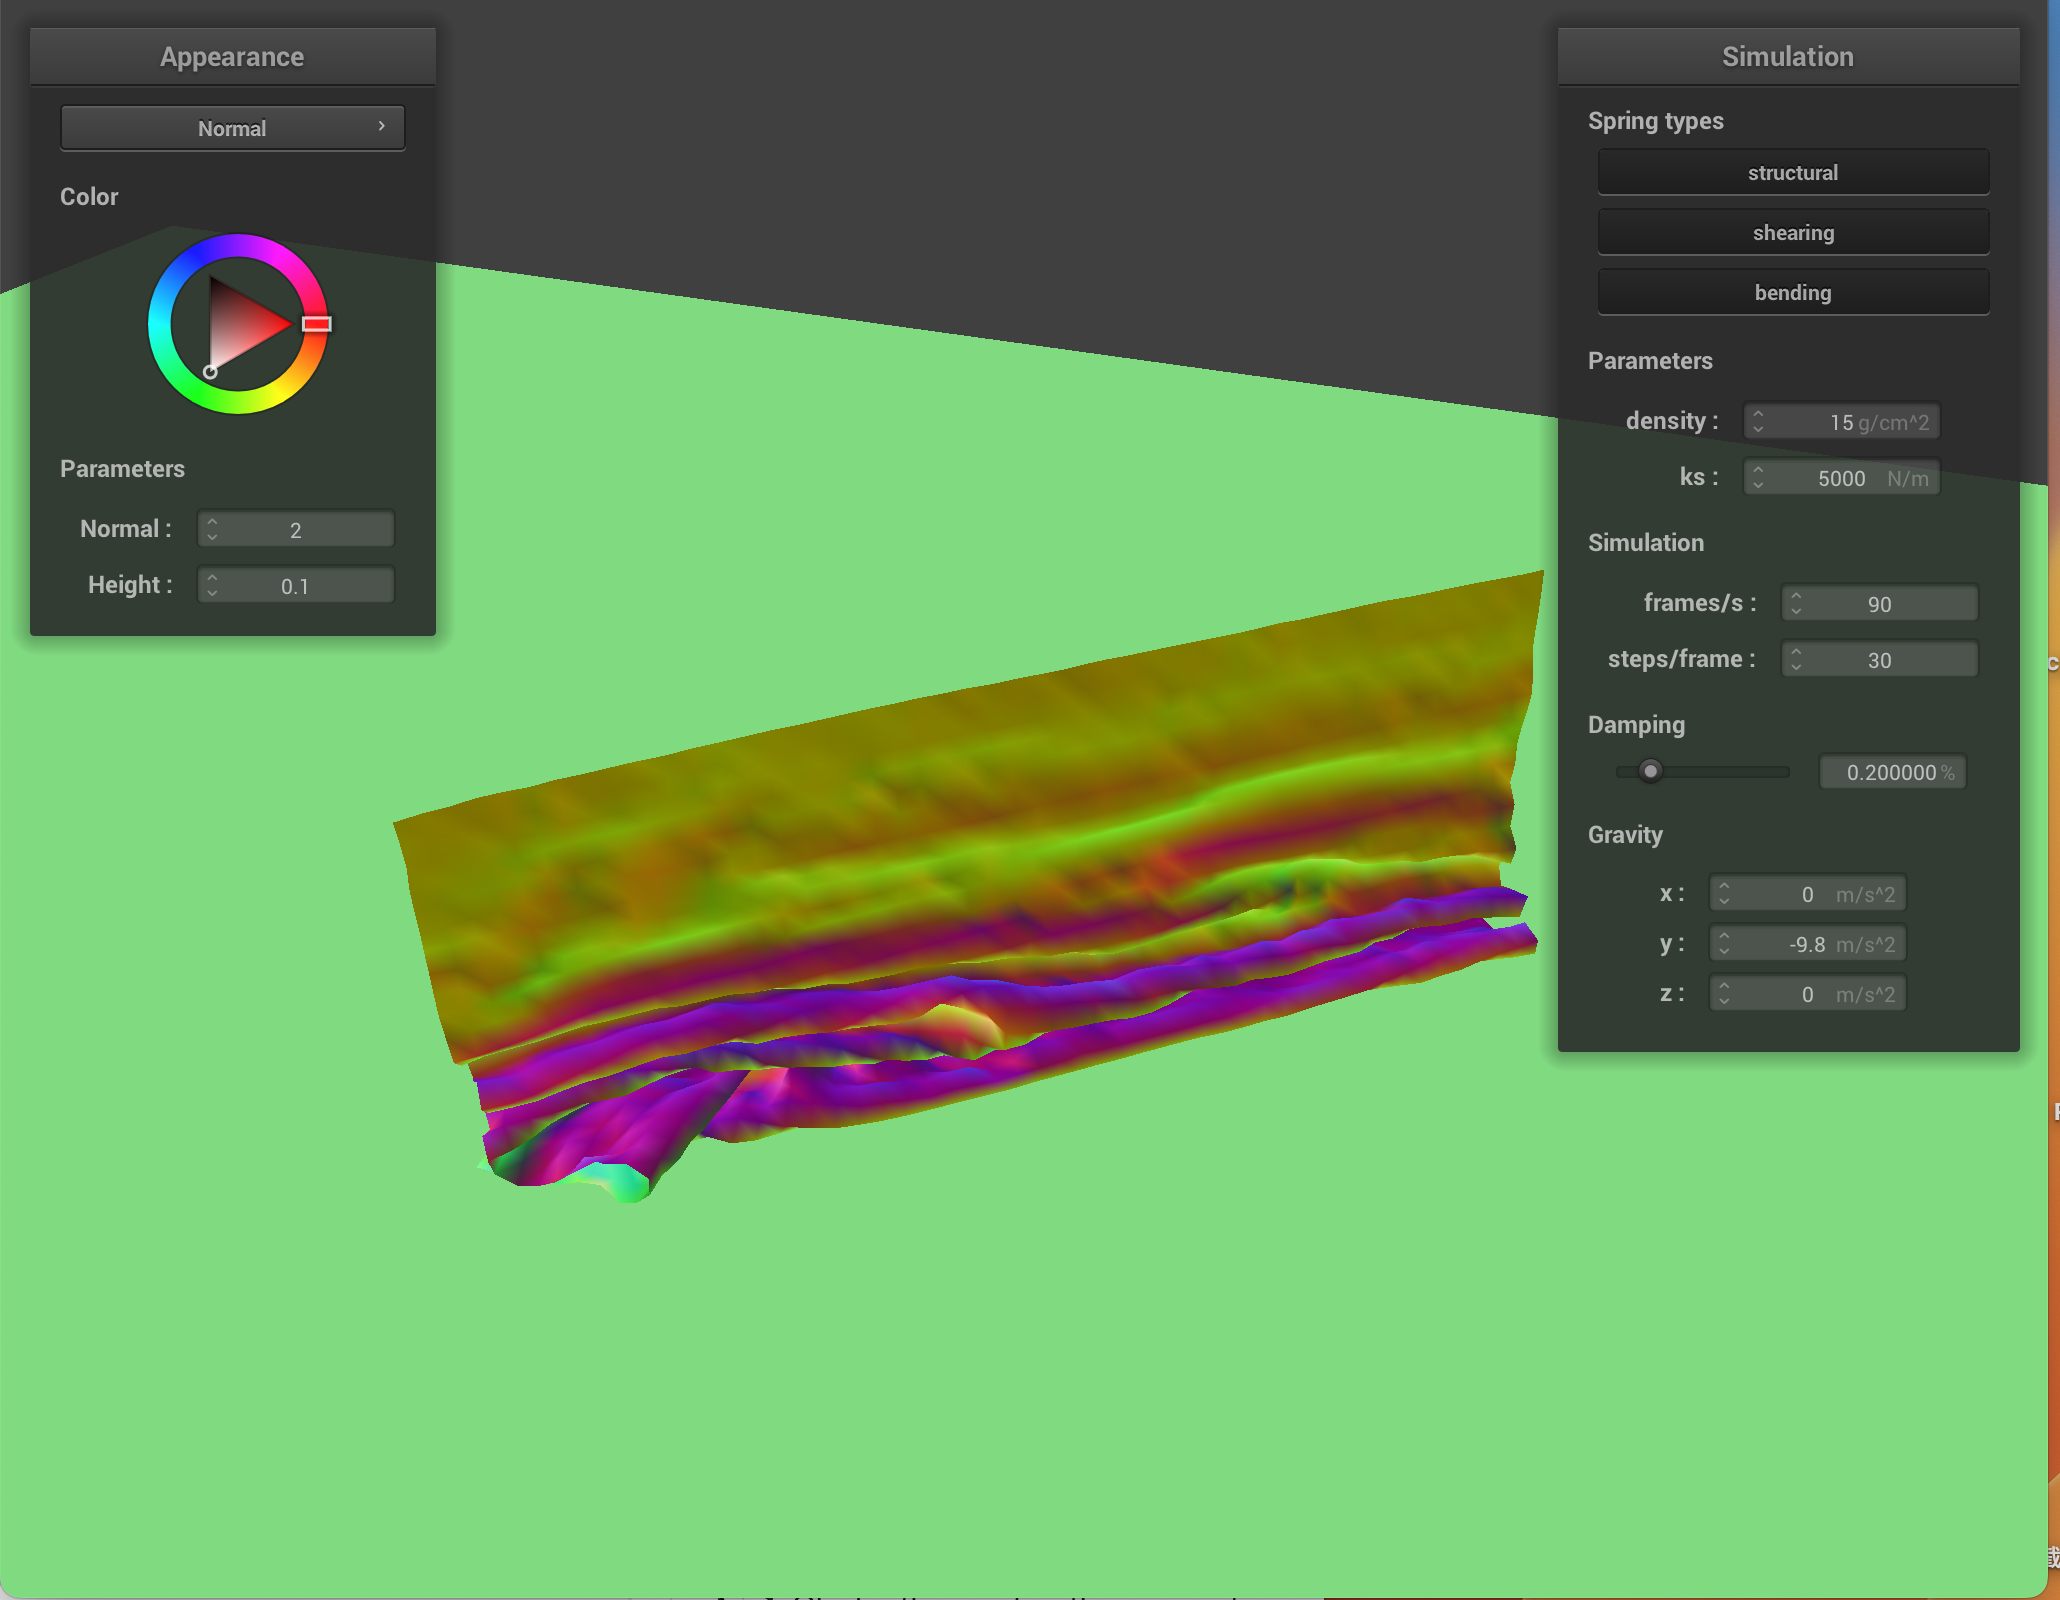 Appearance
Normal
Color
Parameters
Normal : 2
Height : 0.1
Simulation
Spring types
structural
shearing
bending
Parameters
density : 15 g/cm^2
ks : 5000 N/m
Simulation
frames/s : 90
steps/frame : 30
Damping
0.200000 %
Gravity
x : 0 m/s^2
y : -9.8 m/s^2
z : 0 m/s^2